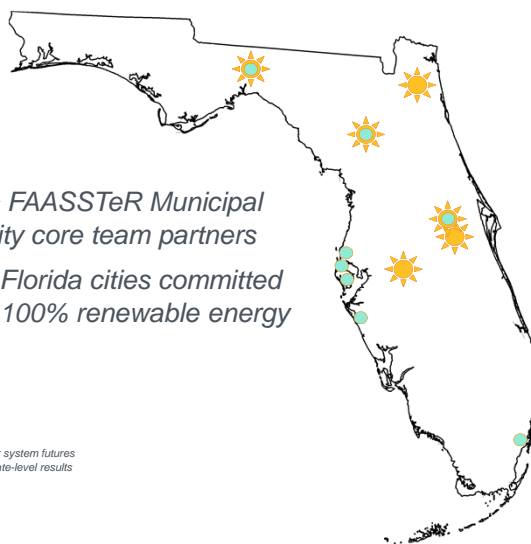 FAASSTeR Municipal
ity core team partners
Florida cities committed
100% renewable energy
system futures
ate-level results